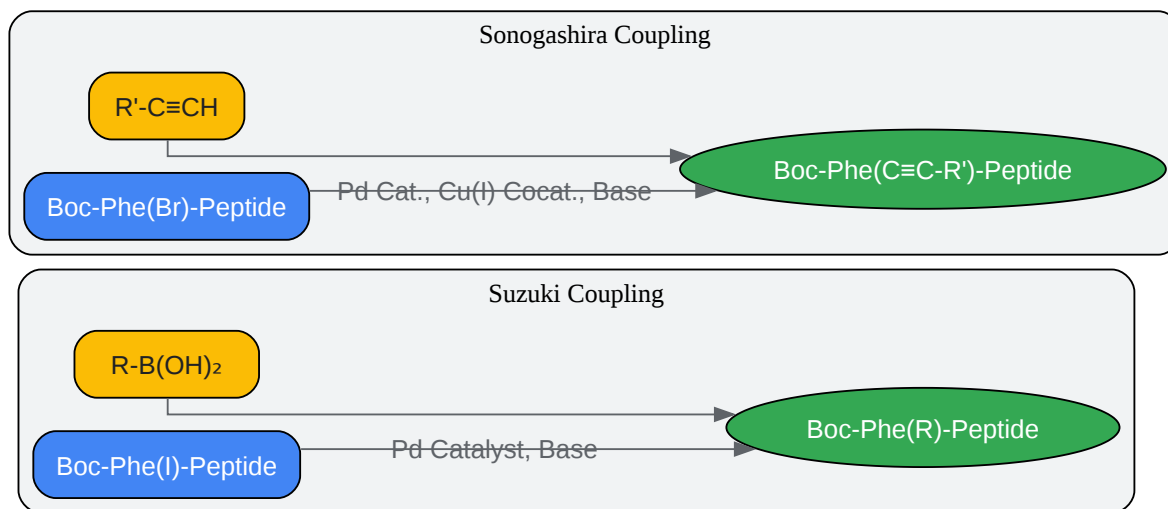 Sonogashira Coupling
R'-C≡CH
Boc-Phe(Br)-Peptide
Pd Cat., Cu(I) Cocat., Base
Boc-Phe(C≡C-R')-Peptide
Suzuki Coupling
R-B(OH)₂
Boc-Phe(I)-Peptide
Pd Catalyst, Base
Boc-Phe(R)-Peptide